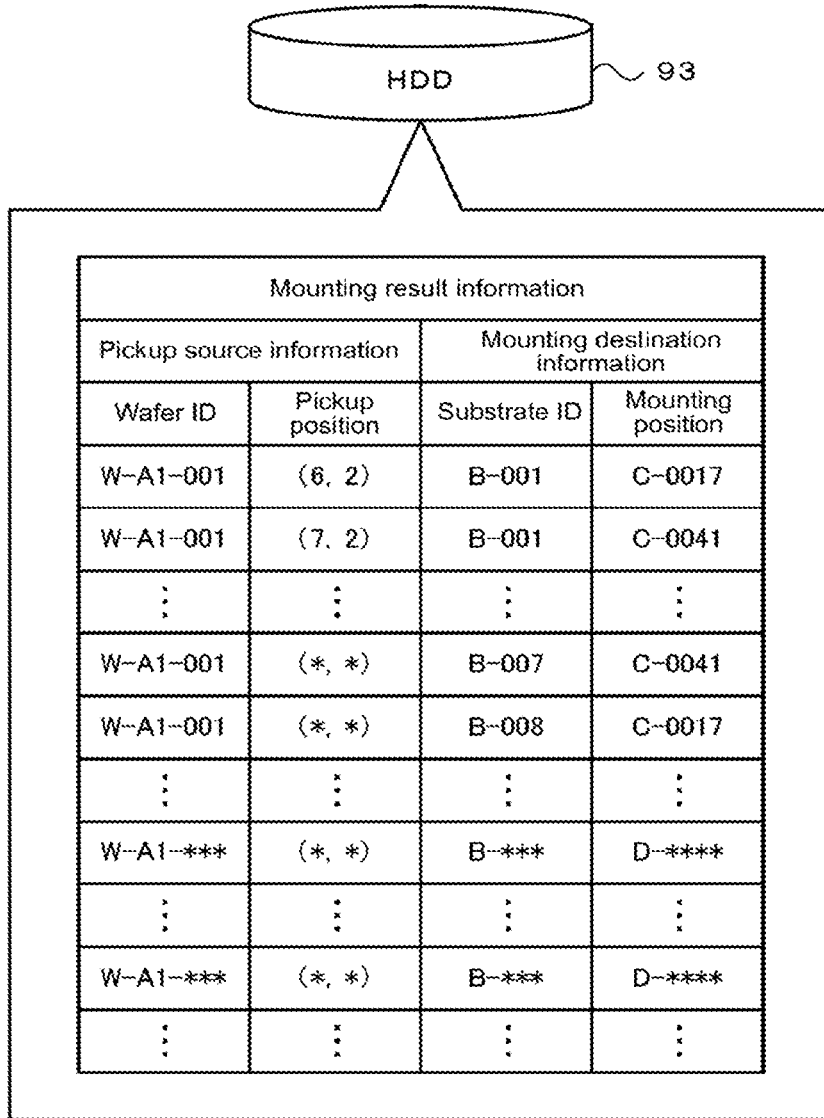 HDD
93
Mounting result information
Pickup source information
Mounting destination
information
Wafer ID
Pickup
position
Substrate ID
Mounting
position
W-A1-001 (6, 2) B-001 C-0017
W-A1-001 (7, 2) B-001 C-0041
⋮ ⋮ ⋮ ⋮
W-A1-001 (*, *) B-007 C-0041
W-A1-001 (*, *) B-008 C-0017
⋮ ⋮ ⋮ ⋮
W-A1-*** (*, *) B-*** D-****
⋮ ⋮ ⋮ ⋮
W-A1-*** (*, *) B-*** D-****
⋮ ⋮ ⋮ ⋮